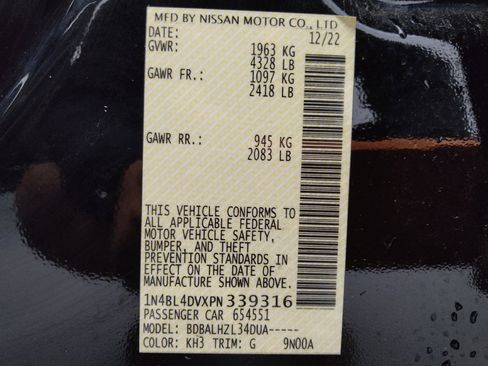 MFD BY NISSAN MOTOR CO., LTD
DATE: 12/22
GVWR: 1963 KG
4328 LB
GAWR FR.: 1097 KG
2418 LB
GAWR RR.: 945 KG
2083 LB
THIS VEHICLE CONFORMS TO
ALL APPLICABLE FEDERAL
MOTOR VEHICLE SAFETY,
BUMPER, AND THEFT
PREVENTION STANDARDS IN
EFFECT ON THE DATE OF
MANUFACTURE SHOWN ABOVE.
1N4BL4DVXPN339316
PASSENGER CAR 654551
MODEL: BDBALHZL34DUA-----
COLOR: KH3 TRIM: G 9N00A